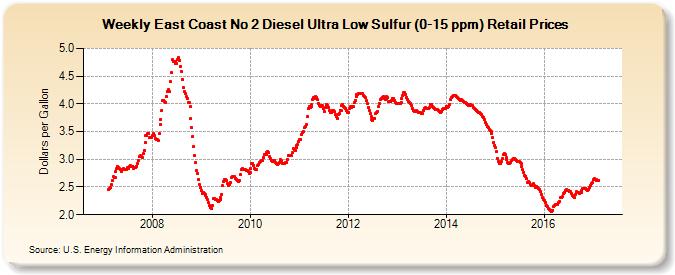 Weekly East Coast No 2 Diesel Ultra Low Sulfur (0-15 ppm) Retail Prices
Dollars per Gallon
5.0
4.5
4.0
3.5
3.0
2.5
2.0
2008 2010 2012 2014 2016
Source: U.S. Energy Information Administration